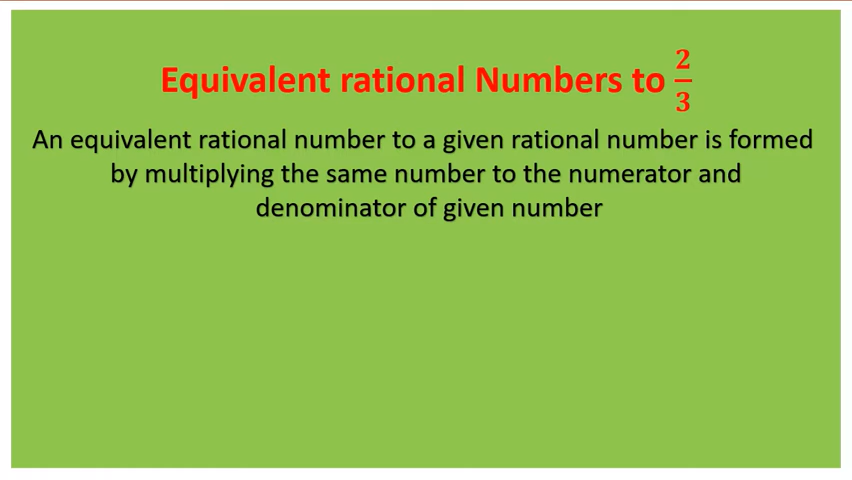 Equivalent rational Numbers to 2/3
An equivalent rational number to a given rational number is formed
by multiplying the same number to the numerator and
denominator of given number